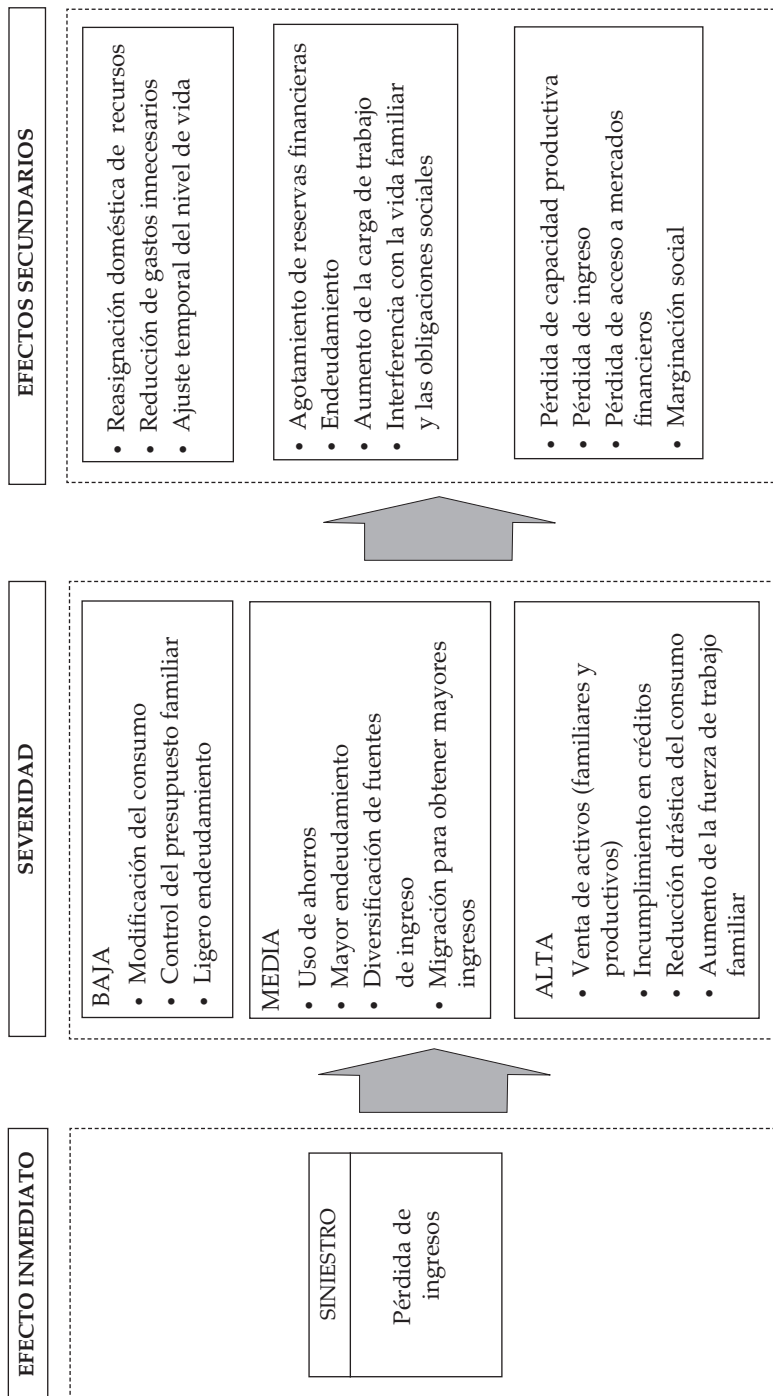 EFECTO INMEDIATO
SINIESTRO
Pérdida de
ingresos
SEVERIDAD
BAJA
• Modificación del consumo
• Control del presupuesto familiar
• Ligero endeudamiento
MEDIA
• Uso de ahorros
• Mayor endeudamiento
• Diversificación de fuentes
de ingreso
• Migración para obtener mayores
ingresos
ALTA
• Venta de activos (familiares y
productivos)
• Incumplimiento en créditos
• Reducción drástica del consumo
• Aumento de la fuerza de trabajo
familiar
EFECTOS SECUNDARIOS
• Reasignación doméstica de recursos
• Reducción de gastos innecesarios
• Ajuste temporal del nivel de vida
• Agotamiento de reservas financieras
• Endeudamiento
• Aumento de la carga de trabajo
• Interferencia con la vida familiar
y las obligaciones sociales
• Pérdida de capacidad productiva
• Pérdida de ingreso
• Pérdida de acceso a mercados
financieros
• Marginación social